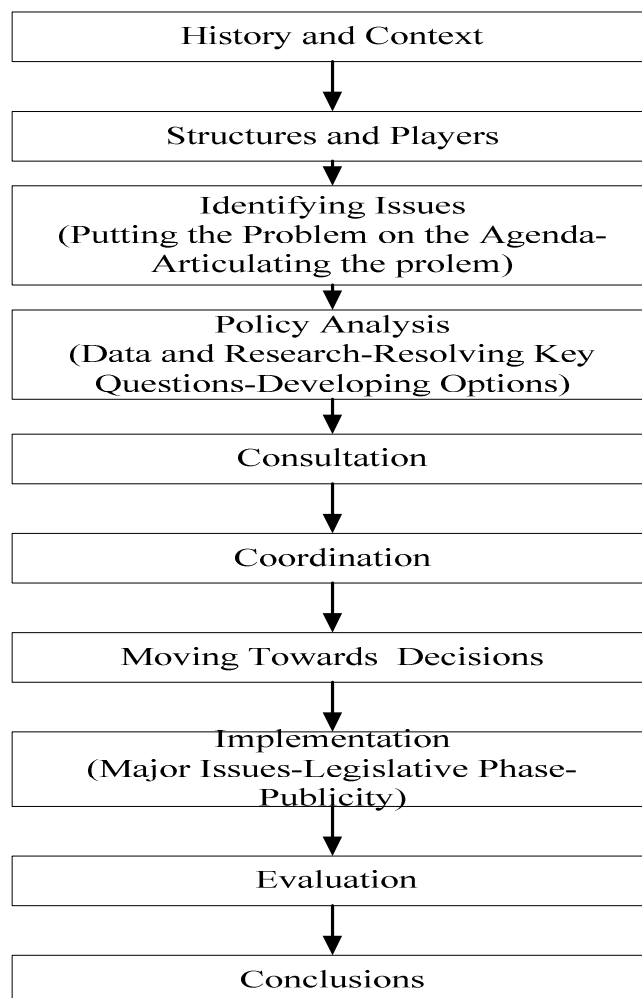 History and Context
Structures and Players
Identifying Issues
(Putting the Problem on the Agenda-
Articulating the prolem)
Policy Analysis
(Data and Research-Resolving Key
Questions-Developing Options)
Consultation
Coordination
Moving Towards  Decisions
Implementation
(Major Issues-Legislative Phase-
Publicity)
Evaluation
Conclusions